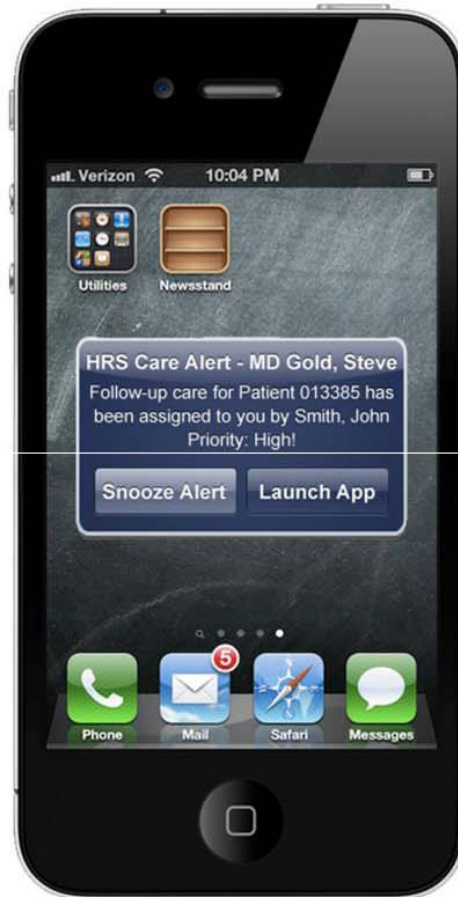 Verizon 10:04 PM
Utilities Newsstand
HRS Care Alert - MD Gold, Steve
Follow-up care for Patient 013385 has
been assigned to you by Smith, John
Priority: High!
Snooze Alert Launch App
5
Phone Mail Safari Messages